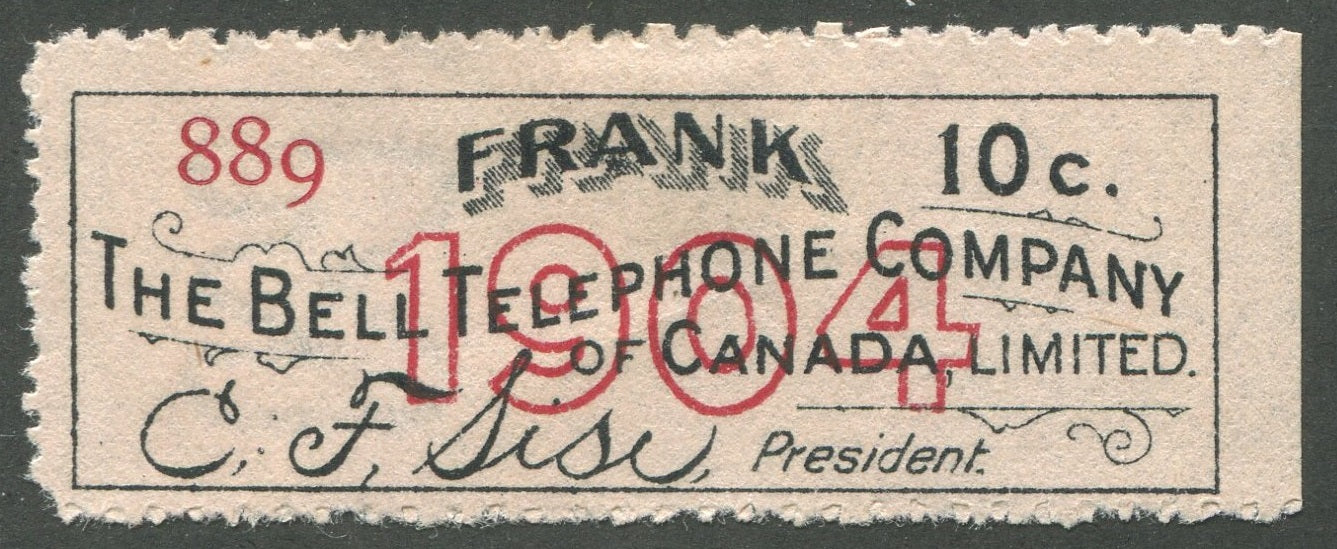 889 FRANK 10c.
THE BELL TELEPHONE COMPANY
1904
OF CANADA, LIMITED.
C. F. Sise, President.